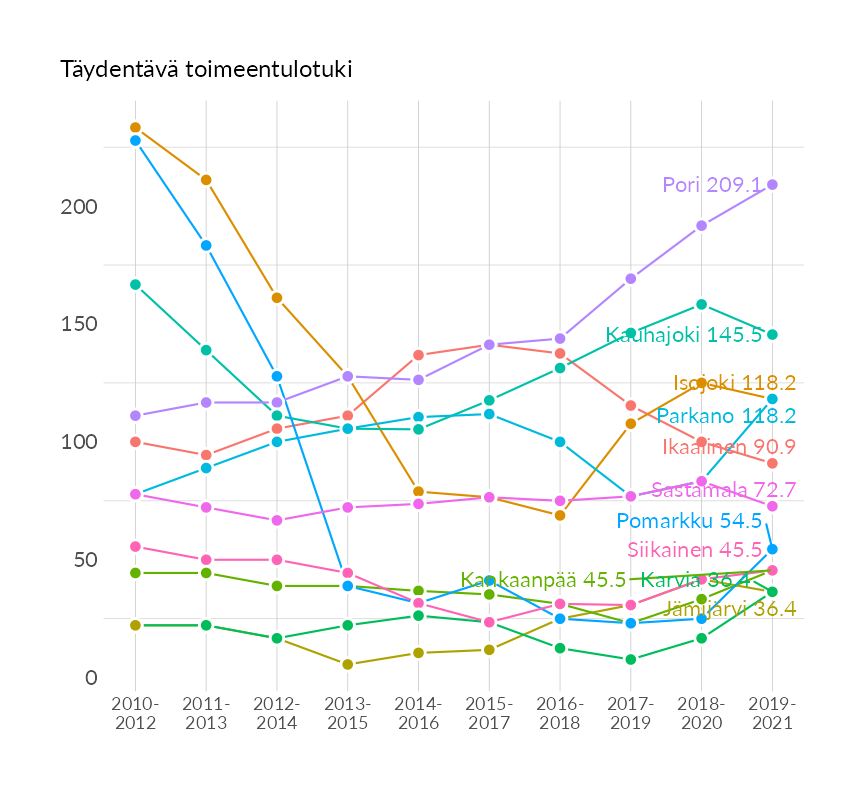 Täydentävä toimeentulotuki
Pori 209.1
200
150
Kauhajoki 145.5
Isojoki 118.2
Parkano 118.2
100
Ikaalinen 90.9
Sastamala 72.7
Pomarkku 54.5
Siikainen 45.5
50
Kankaanpää 45.5
Karvia 36.4
Jämijärvi 36.4
0
2010- 2011- 2012- 2013- 2014- 2015- 2016- 2017- 2018- 2019-
2012 2013 2014 2015 2016 2017 2018 2019 2020 2021